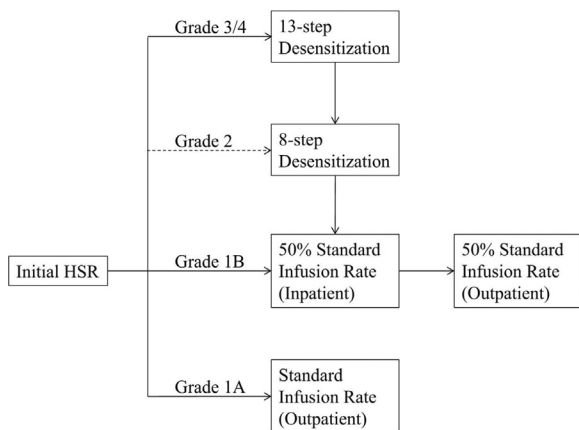 Grade 3/4
13-step
Desensitization
Grade 2
8-step
Desensitization
Initial HSR
Grade 1B
50% Standard
Infusion Rate
(Inpatient)
50% Standard
Infusion Rate
(Outpatient)
Grade 1A
Standard
Infusion Rate
(Outpatient)